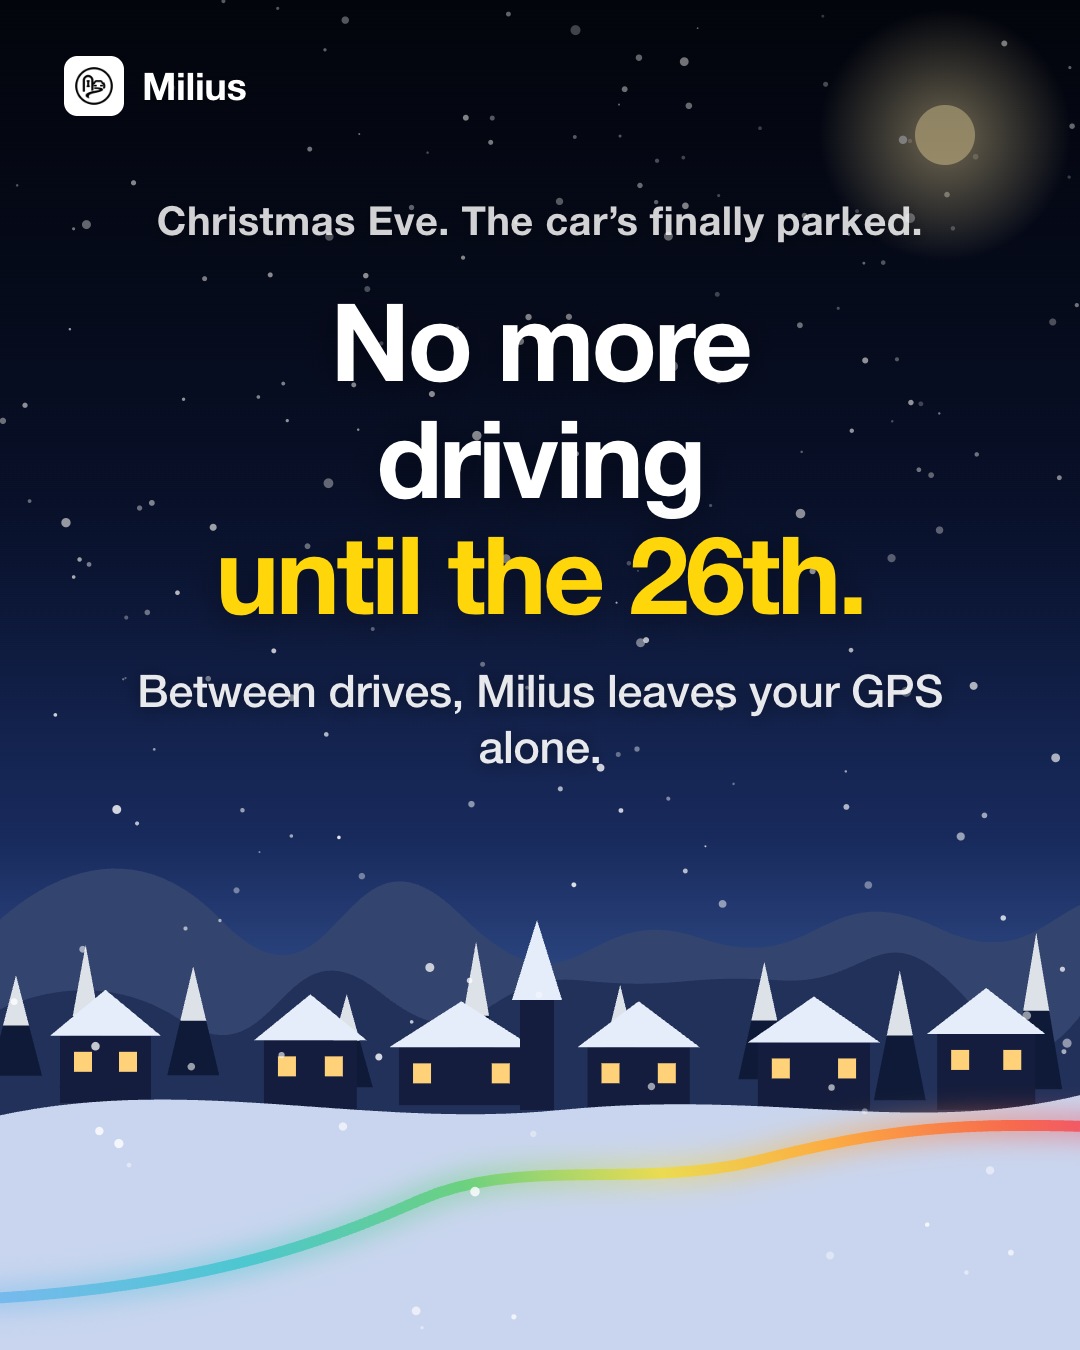 Milius
Christmas Eve. The car’s finally parked.
No more
driving
until the 26th.
Between drives, Milius leaves your GPS
alone.